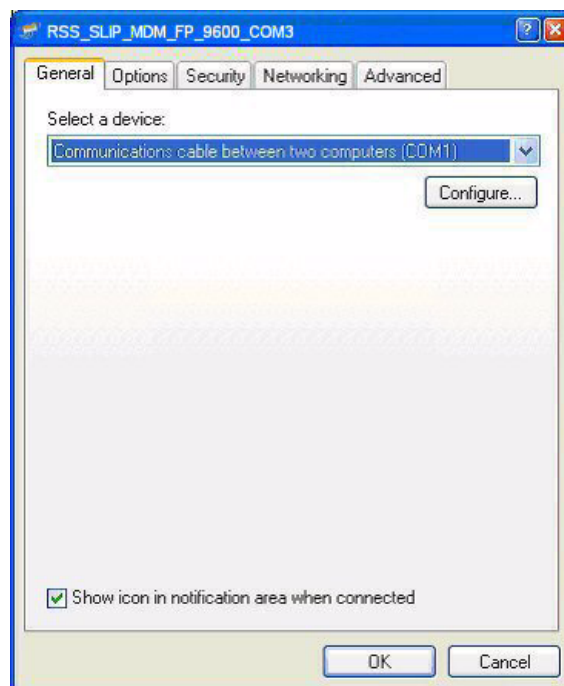 RSS_SLIP_MDM_FP_9600_COM3
General Options Security Networking Advanced
Select a device:
Communications cable between two computers (COM1)
Configure...
Show icon in notification area when connected
OK Cancel